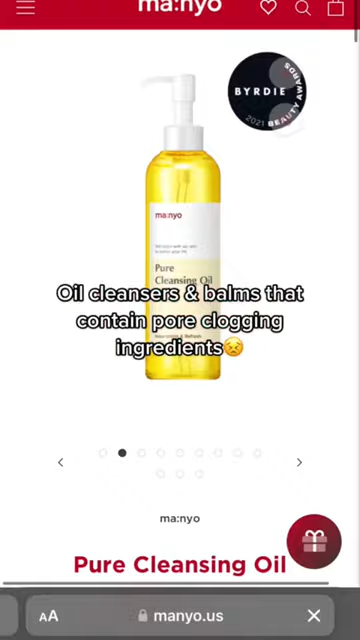 ma:nyo
BYRDIE
2021 BEAUTY AWARDS
ma:nyo
Pure
Cleansing Oil
Oil cleansers & balms that
contain pore clogging
ingredients😣
ma:nyo
Pure Cleansing Oil
AA
manyo.us